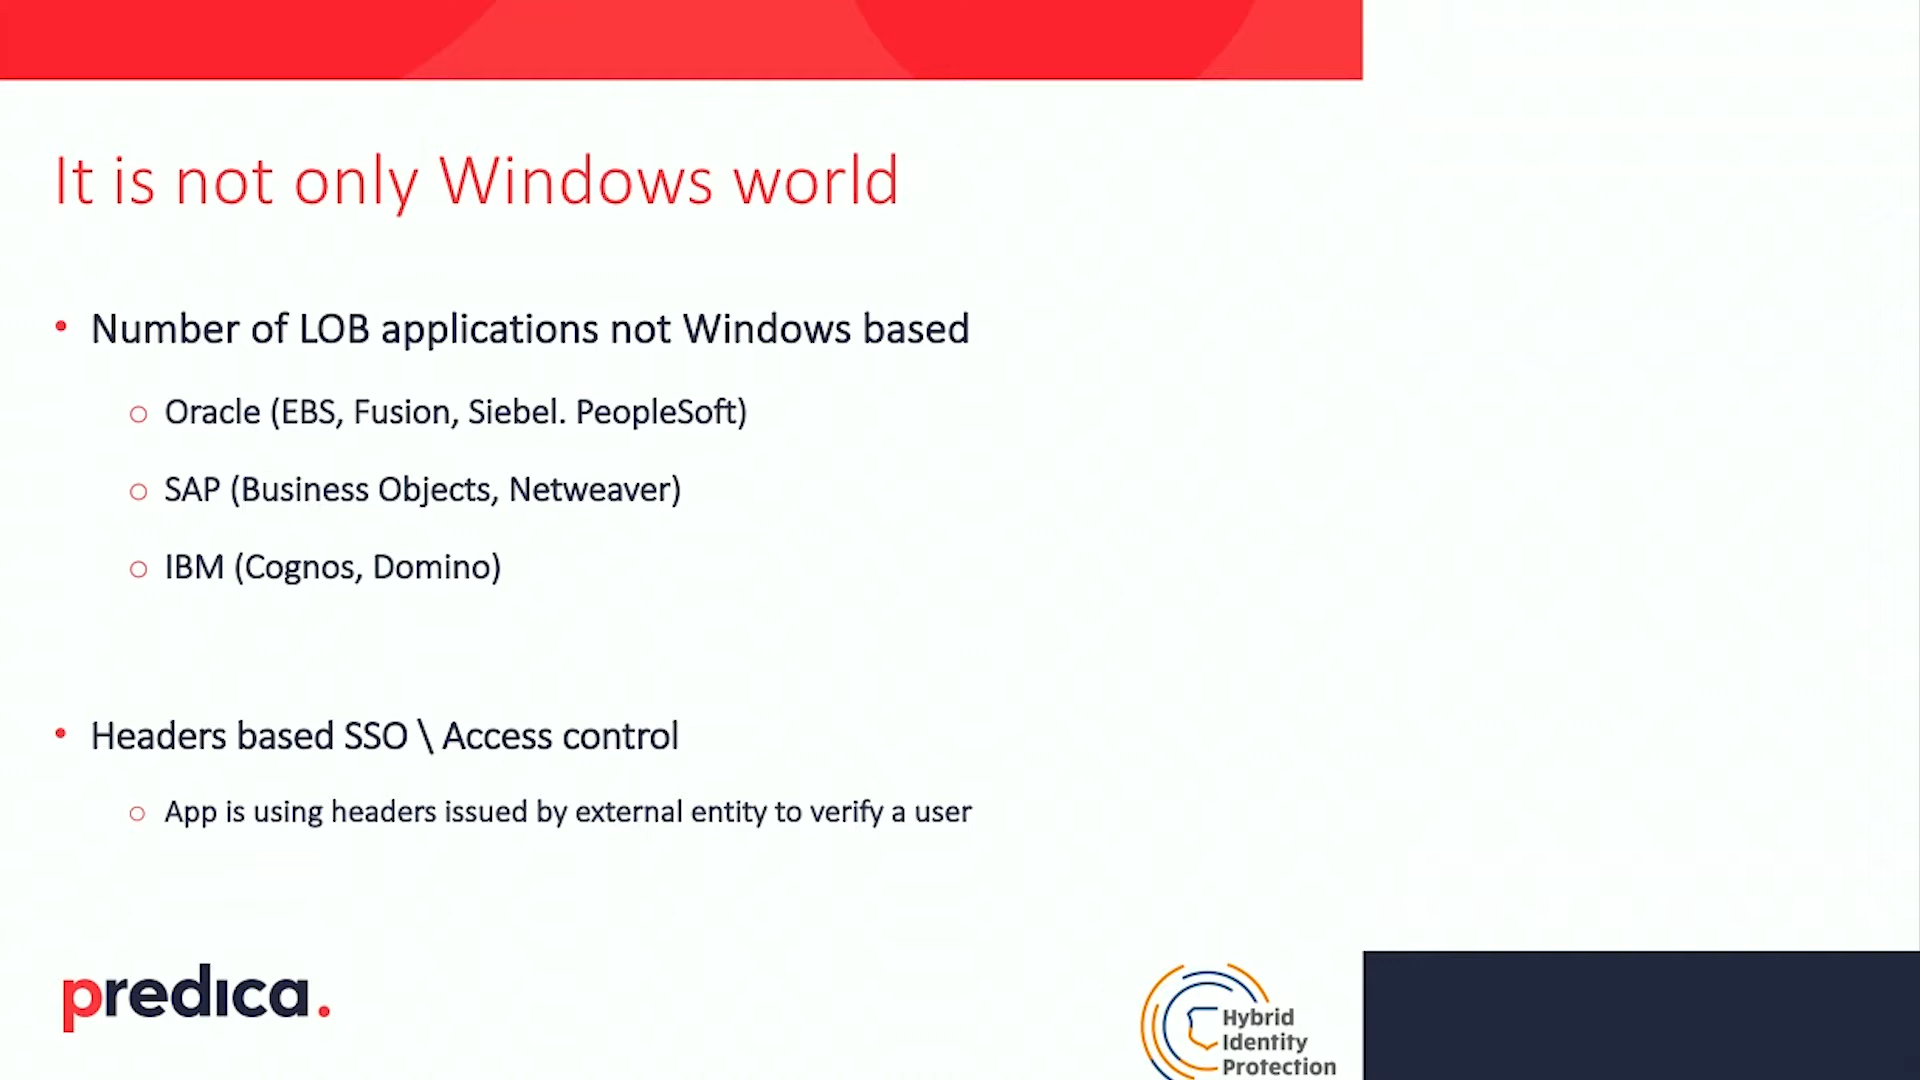 It is not only Windows world
• Number of LOB applications not Windows based
○ Oracle (EBS, Fusion, Siebel. PeopleSoft)
○ SAP (Business Objects, Netweaver)
○ IBM (Cognos, Domino)
• Headers based SSO \ Access control
○ App is using headers issued by external entity to verify a user
predica.
Hybrid
Identity
Protection